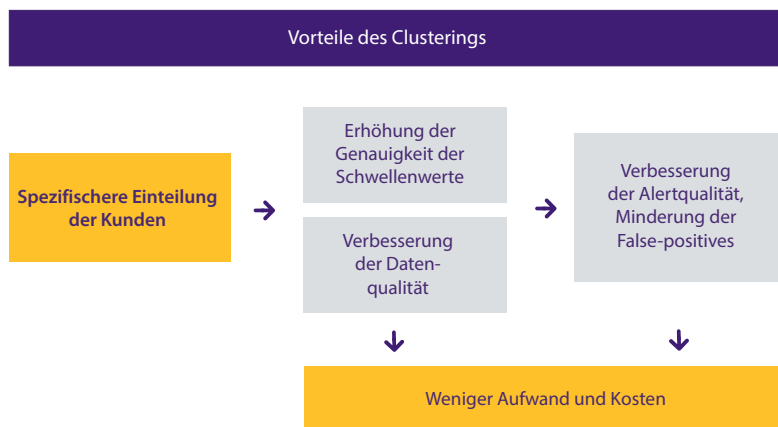 Vorteile des Clusterings
Spezifischere Einteilung
der Kunden
Erhöhung der
Genauigkeit der
Schwellenwerte
Verbesserung
der Daten-
qualität
Verbesserung
der Alertqualität,
Minderung der
False-positives
Weniger Aufwand und Kosten